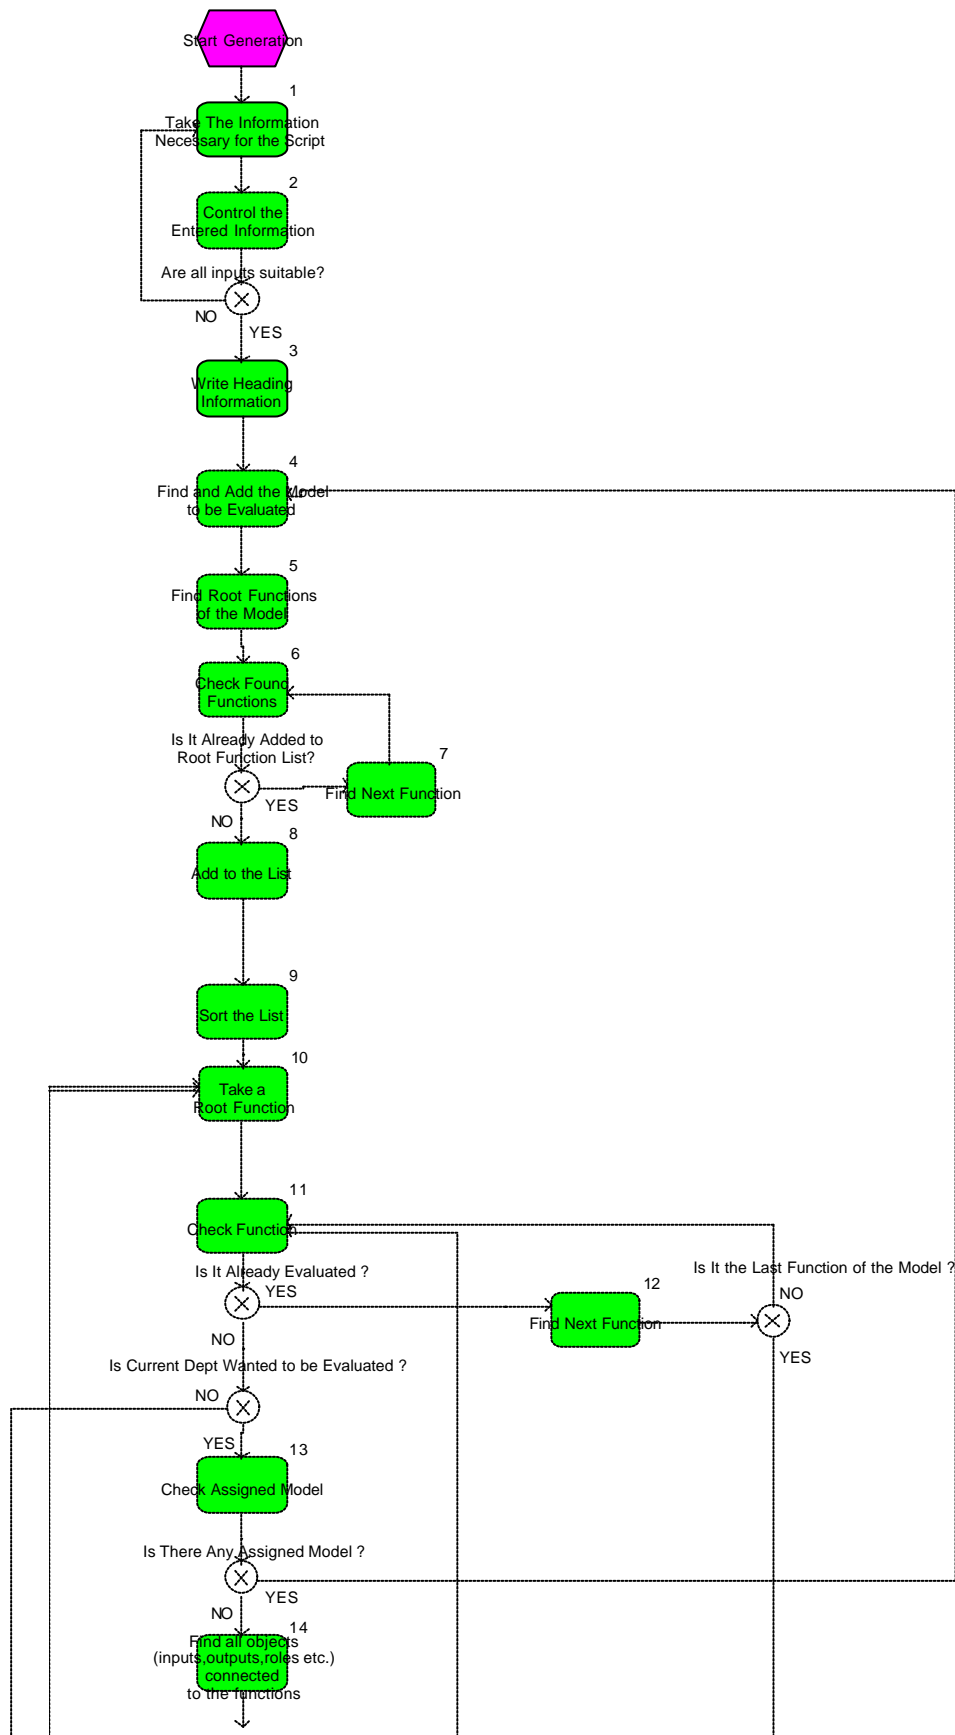 Start Generation
1
Take The Information
Necessary for the Script
2
Control the
Entered Information
Are all inputs suitable?
NO
YES
3
Write Heading
Information
4
Find and Add the Model
to be Evaluated
5
Find Root Functions
of the Model
6
Check Found
Functions
Is It Already Added to
Root Function List?
7
Find Next Function
YES
NO
8
Add to the List
9
Sort the List
10
Take a
Root Function
11
Check Function
Is It Already Evaluated ?
YES
12
Find Next Function
Is It the Last Function of the Model ?
NO
YES
NO
Is Current Dept Wanted to be Evaluated ?
NO
YES
13
Check Assigned Model
Is There Any Assigned Model ?
YES
NO
14
Find all objects
(inputs,outputs,roles etc.)
connected
to the functions